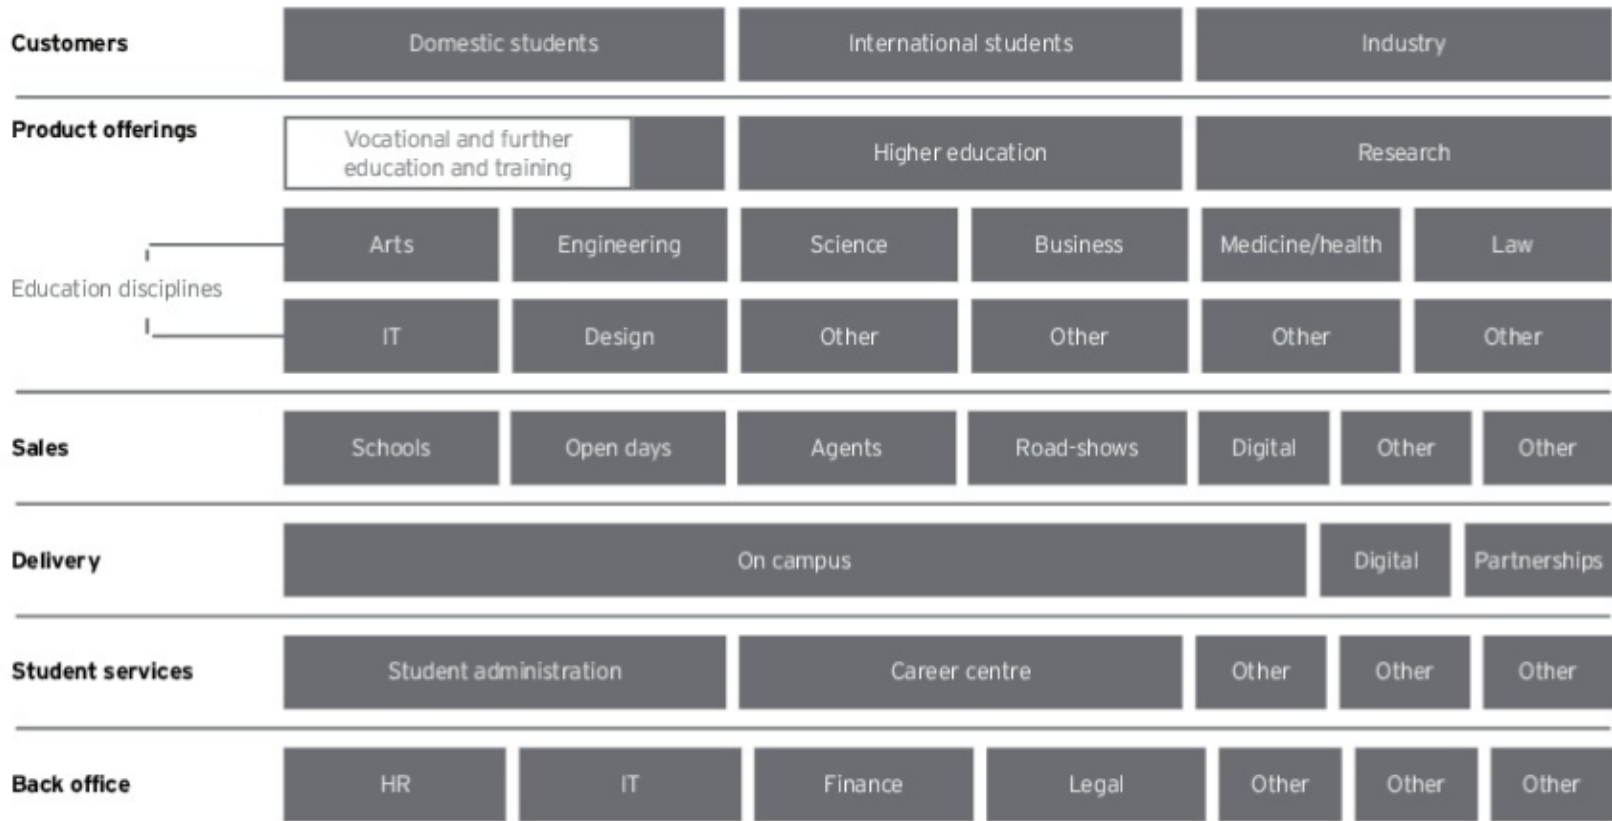 Customers
Domestic students
International students
Industry
Product offerings
Vocational and further
education and training
Higher education
Research
Education disciplines
Arts
Engineering
Science
Business
Medicine/health
Law
IT
Design
Other
Other
Other
Other
Sales
Schools
Open days
Agents
Road-shows
Digital
Other
Other
Delivery
On campus
Digital
Partnerships
Student services
Student administration
Career centre
Other
Other
Other
Back office
HR
IT
Finance
Legal
Other
Other
Other